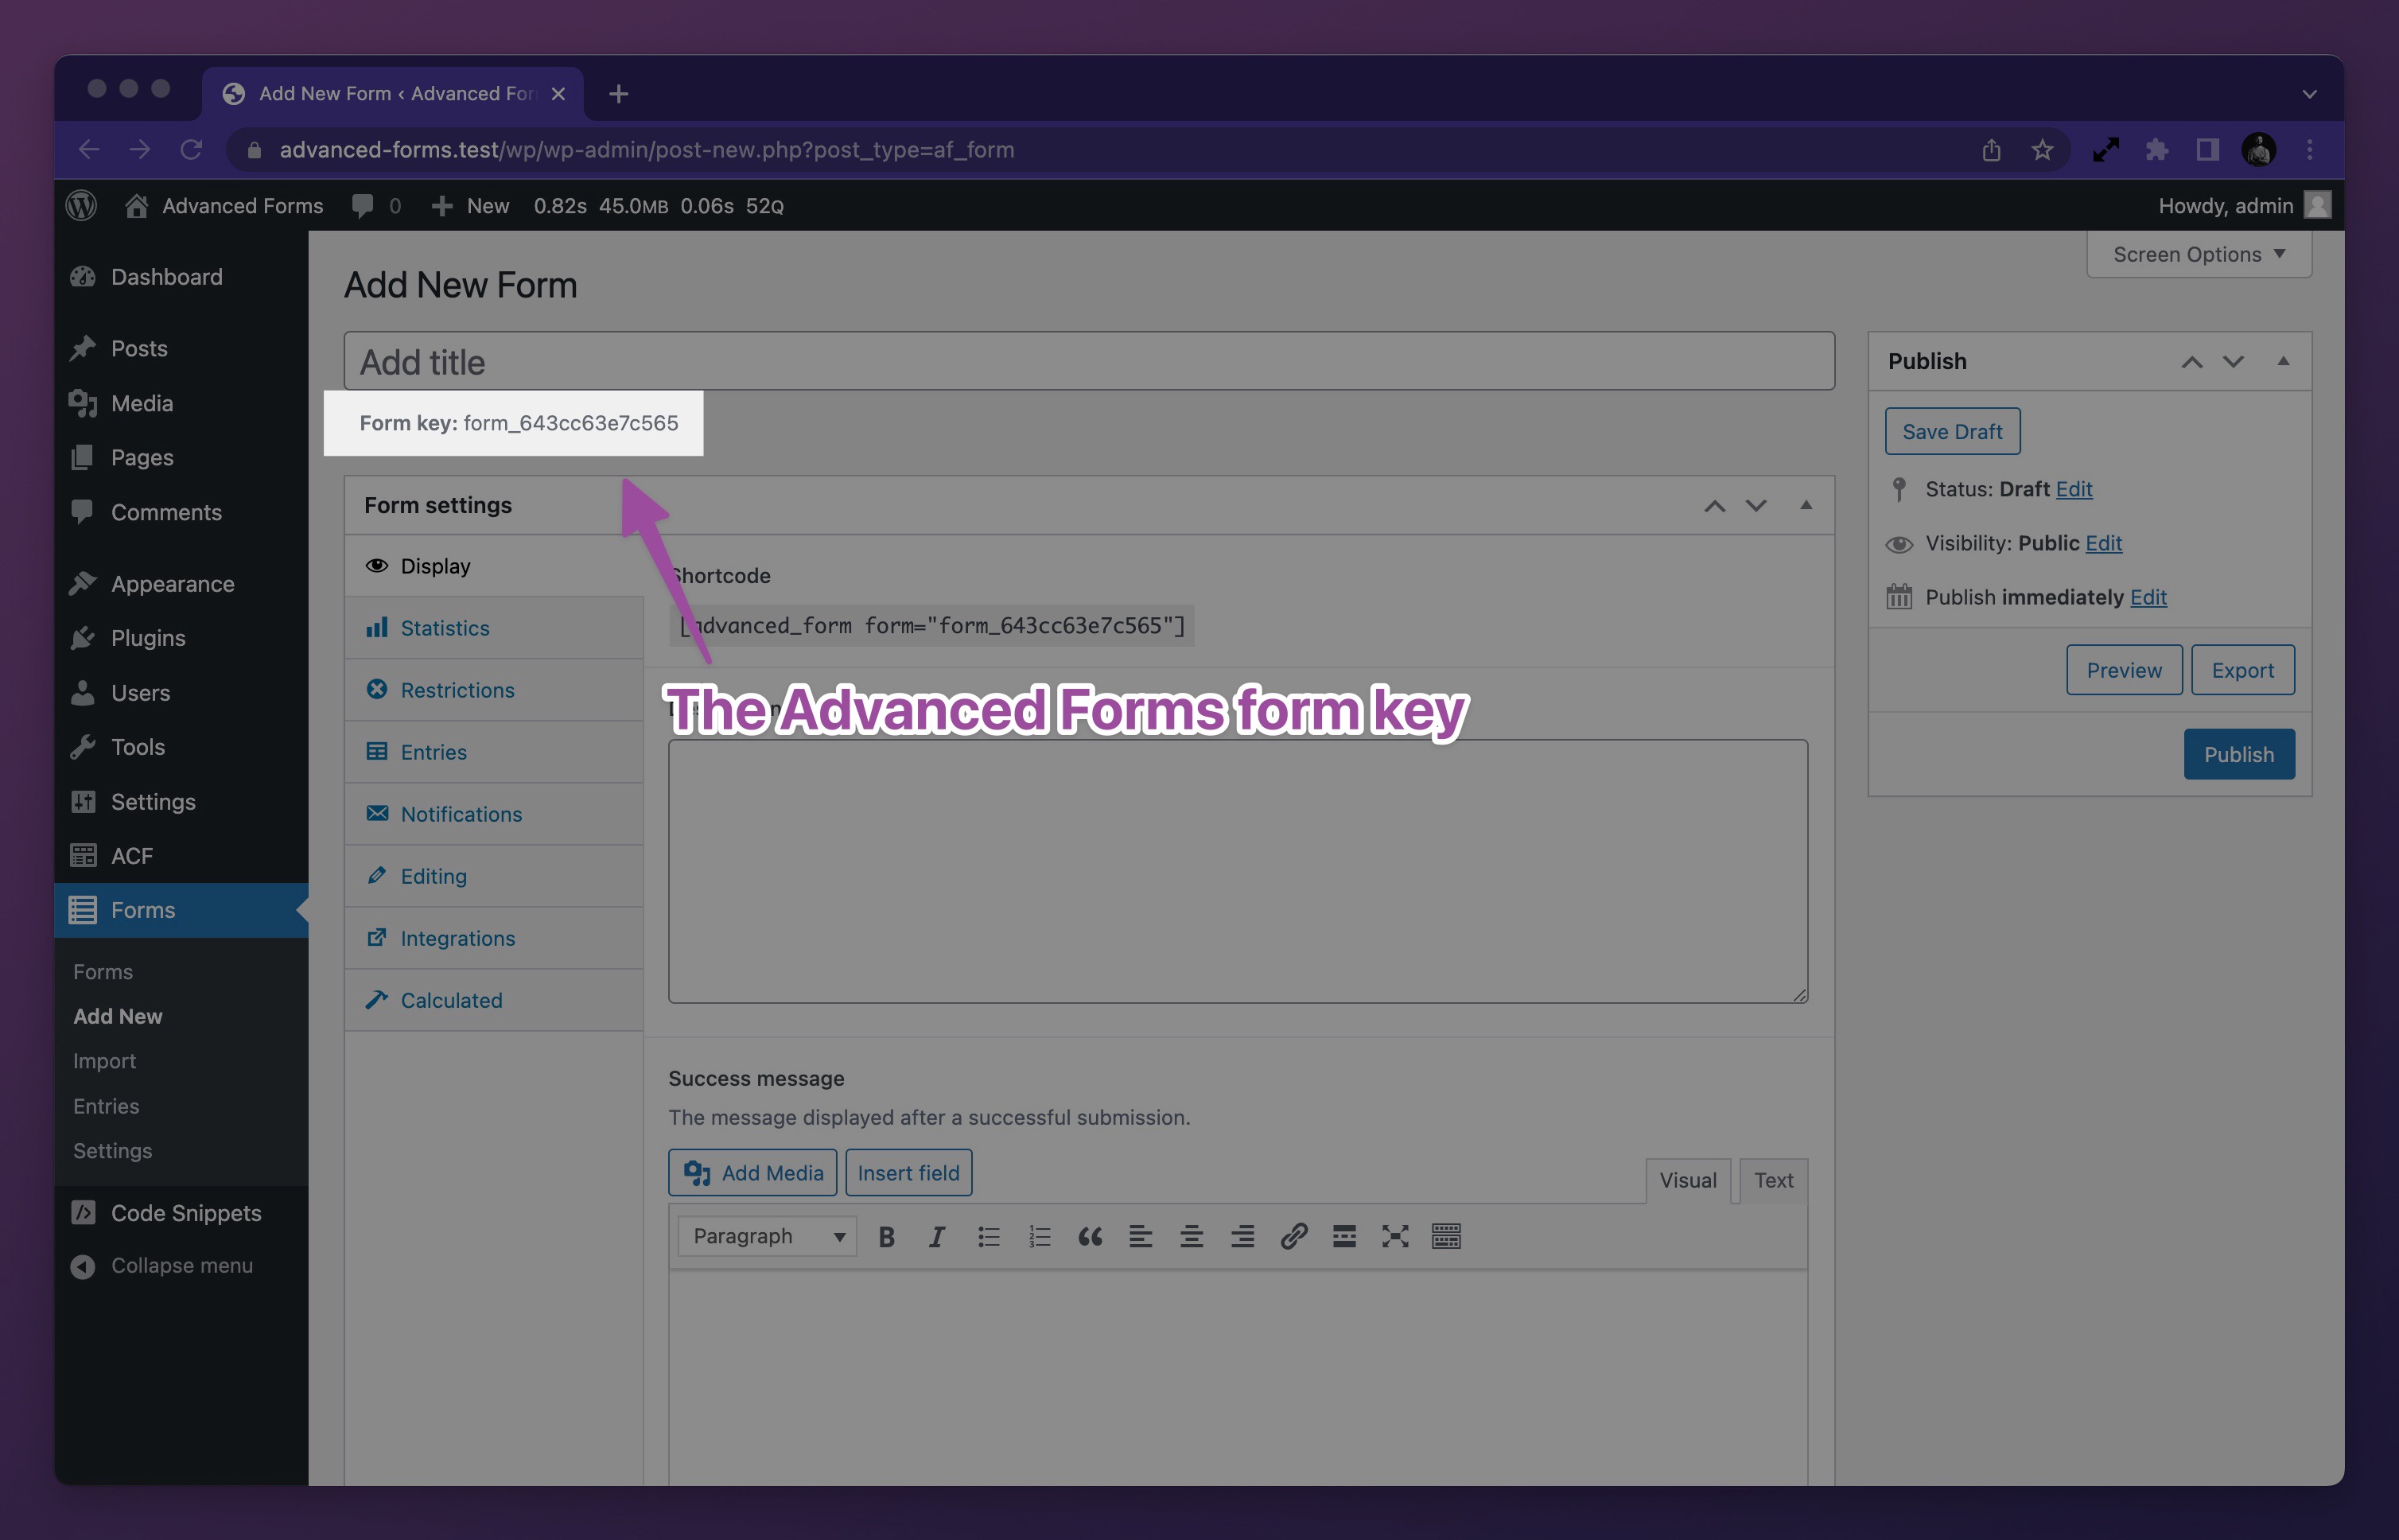 Add New Form ‹ Advanced For
advanced-forms.test/wp/wp-admin/post-new.php?post_type=af_form
Advanced Forms 0 New 0.82s 45.0MB 0.06s 52Q
Howdy, admin
Dashboard
Posts
Media
Pages
Comments
Appearance
Plugins
Users
Tools
Settings
ACF
Forms
Forms
Add New
Import
Entries
Settings
Code Snippets
Collapse menu
Screen Options
Add New Form
Add title
Form key: form_643cc63e7c565
Form settings
Display
Statistics
Restrictions
Entries
Notifications
Editing
Integrations
Calculated
Shortcode
[advanced_form form="form_643cc63e7c565"]
The Advanced Forms form key
Success message
The message displayed after a successful submission.
Add Media
Insert field
Visual
Text
Paragraph
Publish
Save Draft
Status: Draft Edit
Visibility: Public Edit
Publish immediately Edit
Preview
Export
Publish